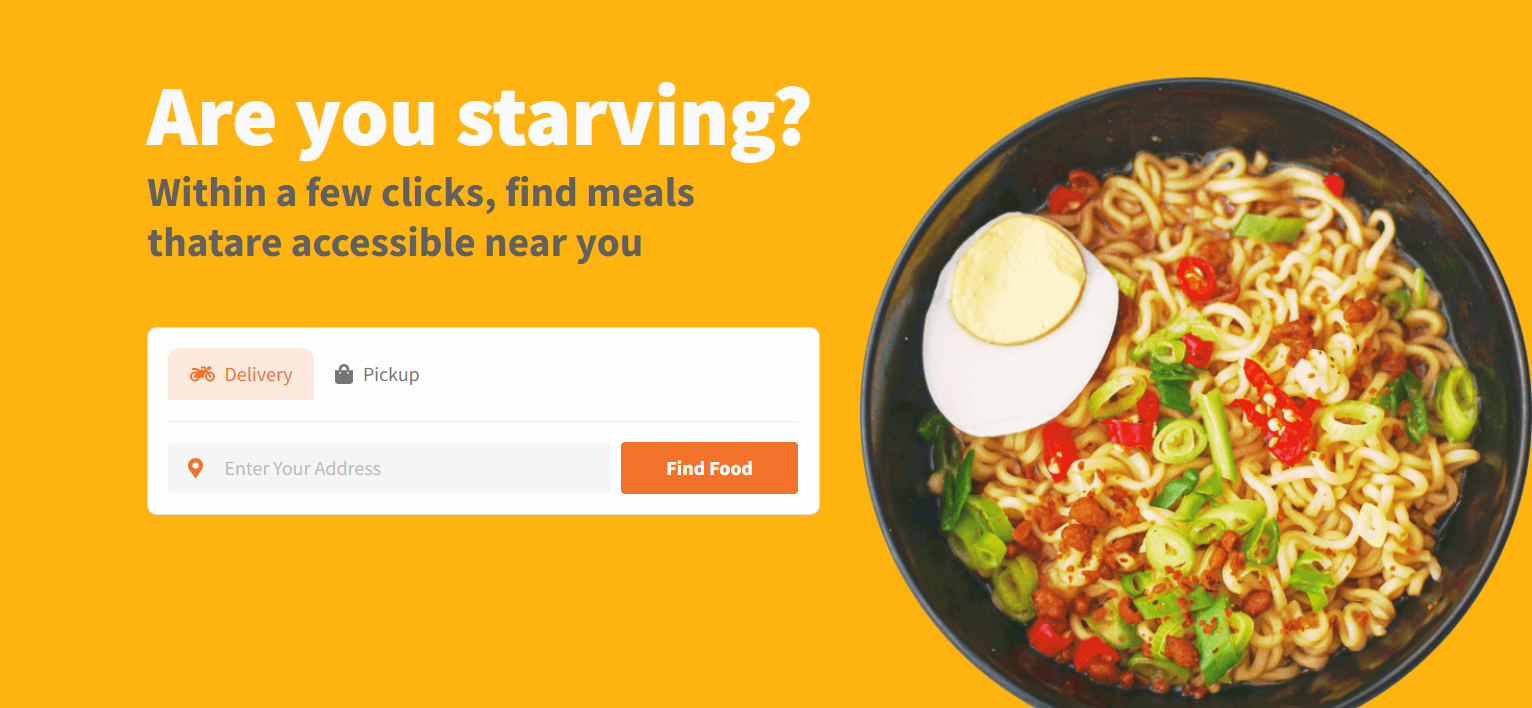 Are you starving?
Within a few clicks, find meals
thatare accessible near you
Delivery
Pickup
Enter Your Address
Find Food